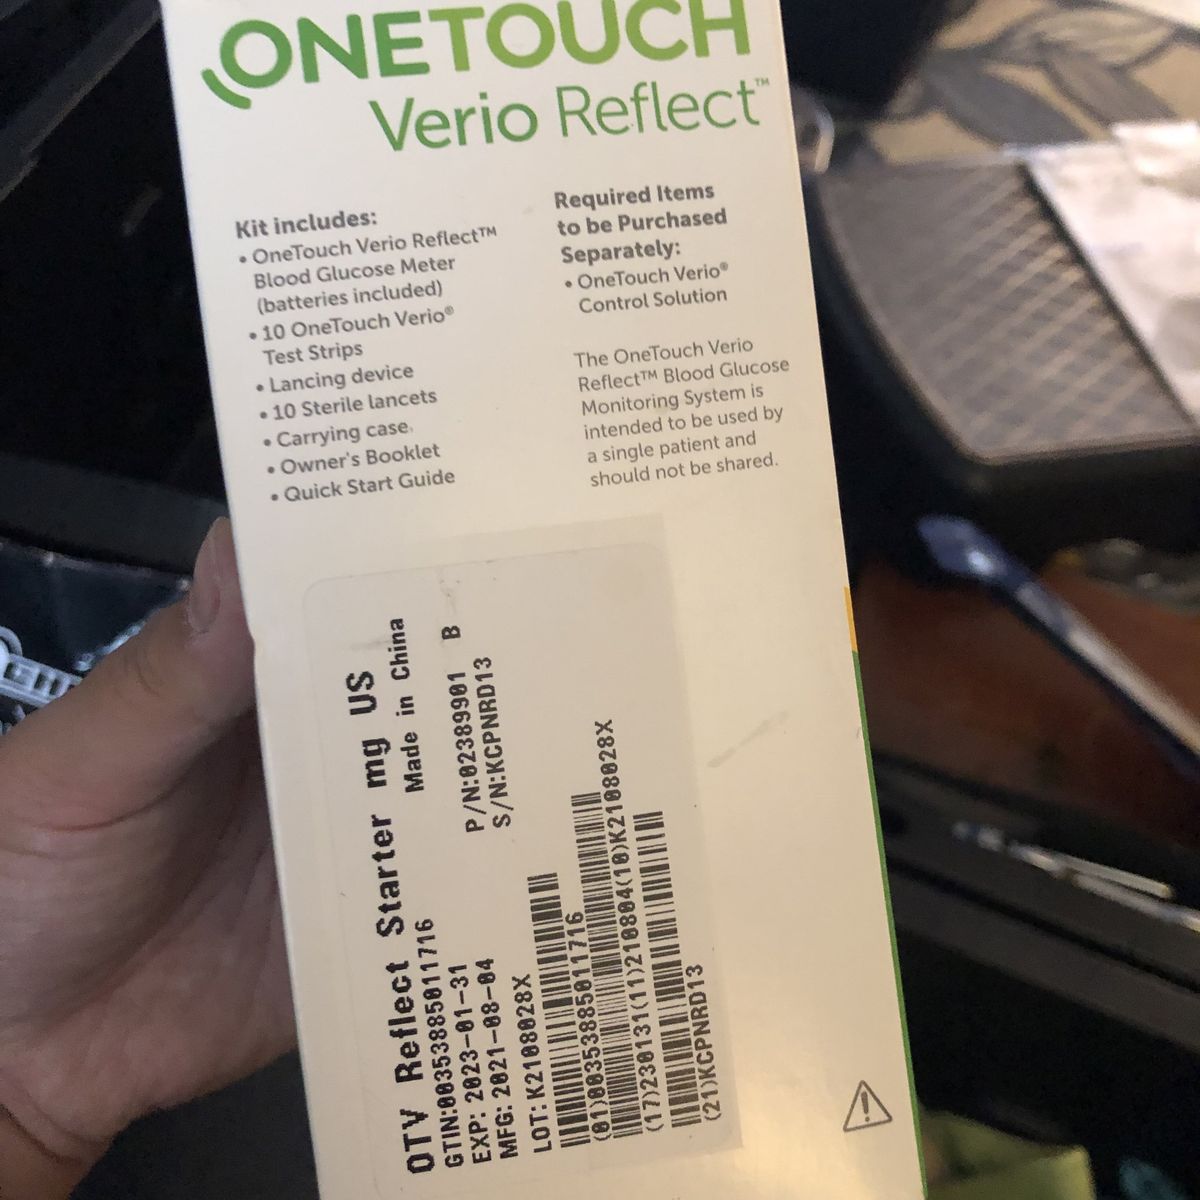 ONETOUCH
Verio Reflect™
Kit includes:
• OneTouch Verio Reflect™
Blood Glucose Meter
(batteries included)
• 10 OneTouch Verio®
Test Strips
• Lancing device
• 10 Sterile lancets
• Carrying case
• Owner's Booklet
• Quick Start Guide
Required Items
to be Purchased
Separately:
• OneTouch Verio®
Control Solution
The OneTouch Verio
Reflect™ Blood Glucose
Monitoring System is
intended to be used by
a single patient and
should not be shared.
OTV Reflect Starter mg US
Made in China
GTIN:00353885011716
EXP: 2023-01-31
MFG: 2021-08-04
P/N:02389901 B
S/N:KCPNRD13
LOT:K2108028X
(01)00353885011716
(17)230131(11)210804(10)K2108028X
(21)KCPNRD13